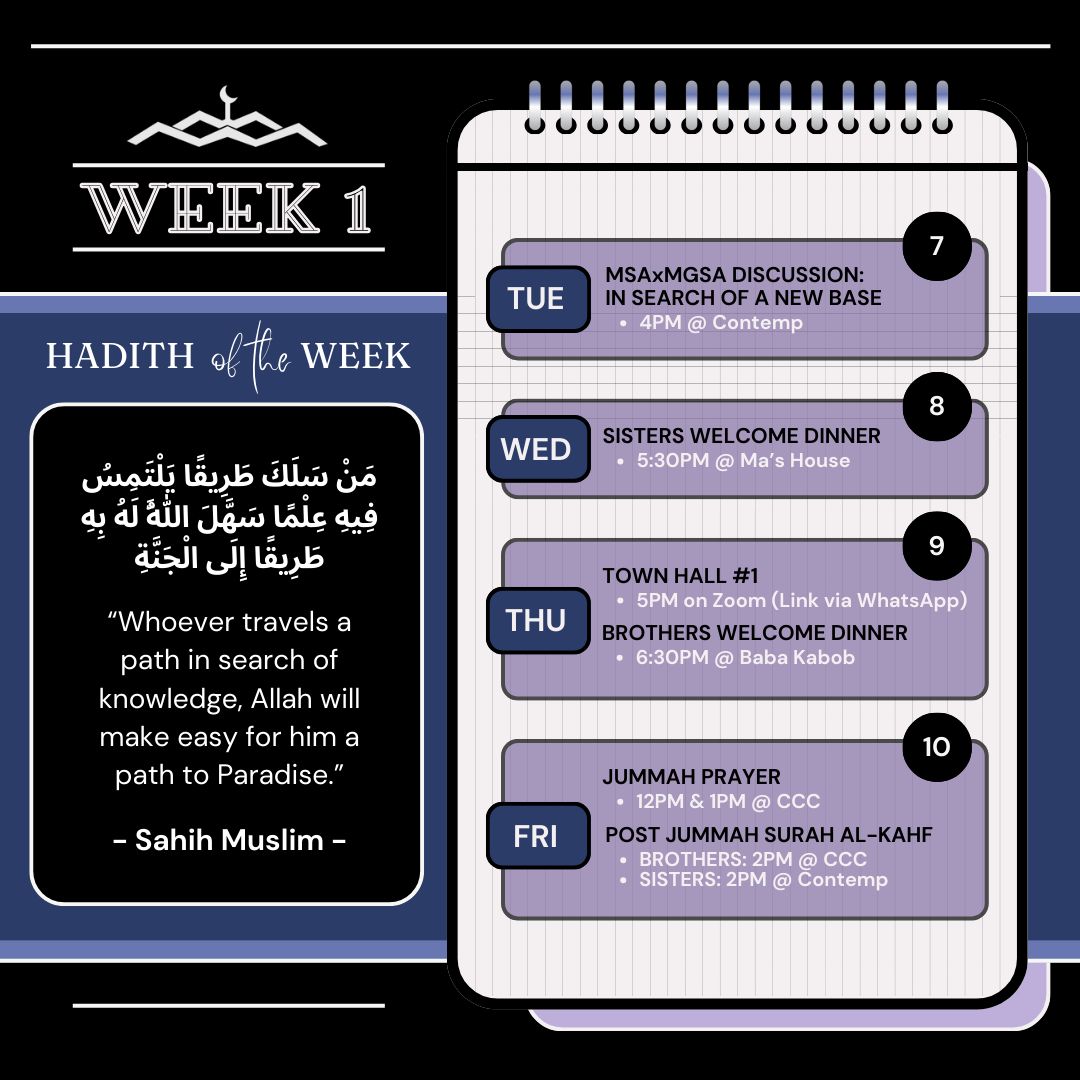 WEEK 1
HADITH of the WEEK
مَنْ سَلَكَ طَرِيقًا يَلْتَمِسُ
فِيهِ عِلْمًا سَهَّلَ اللَّهُ لَهُ بِهِ
طَرِيقًا إِلَى الْجَنَّةِ
“Whoever travels a
path in search of
knowledge, Allah will
make easy for him a
path to Paradise.”
- Sahih Muslim -
7
TUE
MSAxMGSA DISCUSSION:
IN SEARCH OF A NEW BASE
• 4PM @ Contemp
8
WED
SISTERS WELCOME DINNER
• 5:30PM @ Ma’s House
9
THU
TOWN HALL #1
• 5PM on Zoom (Link via WhatsApp)
BROTHERS WELCOME DINNER
• 6:30PM @ Baba Kabob
10
FRI
JUMMAH PRAYER
• 12PM & 1PM @ CCC
POST JUMMAH SURAH AL-KAHF
• BROTHERS: 2PM @ CCC
• SISTERS: 2PM @ Contemp